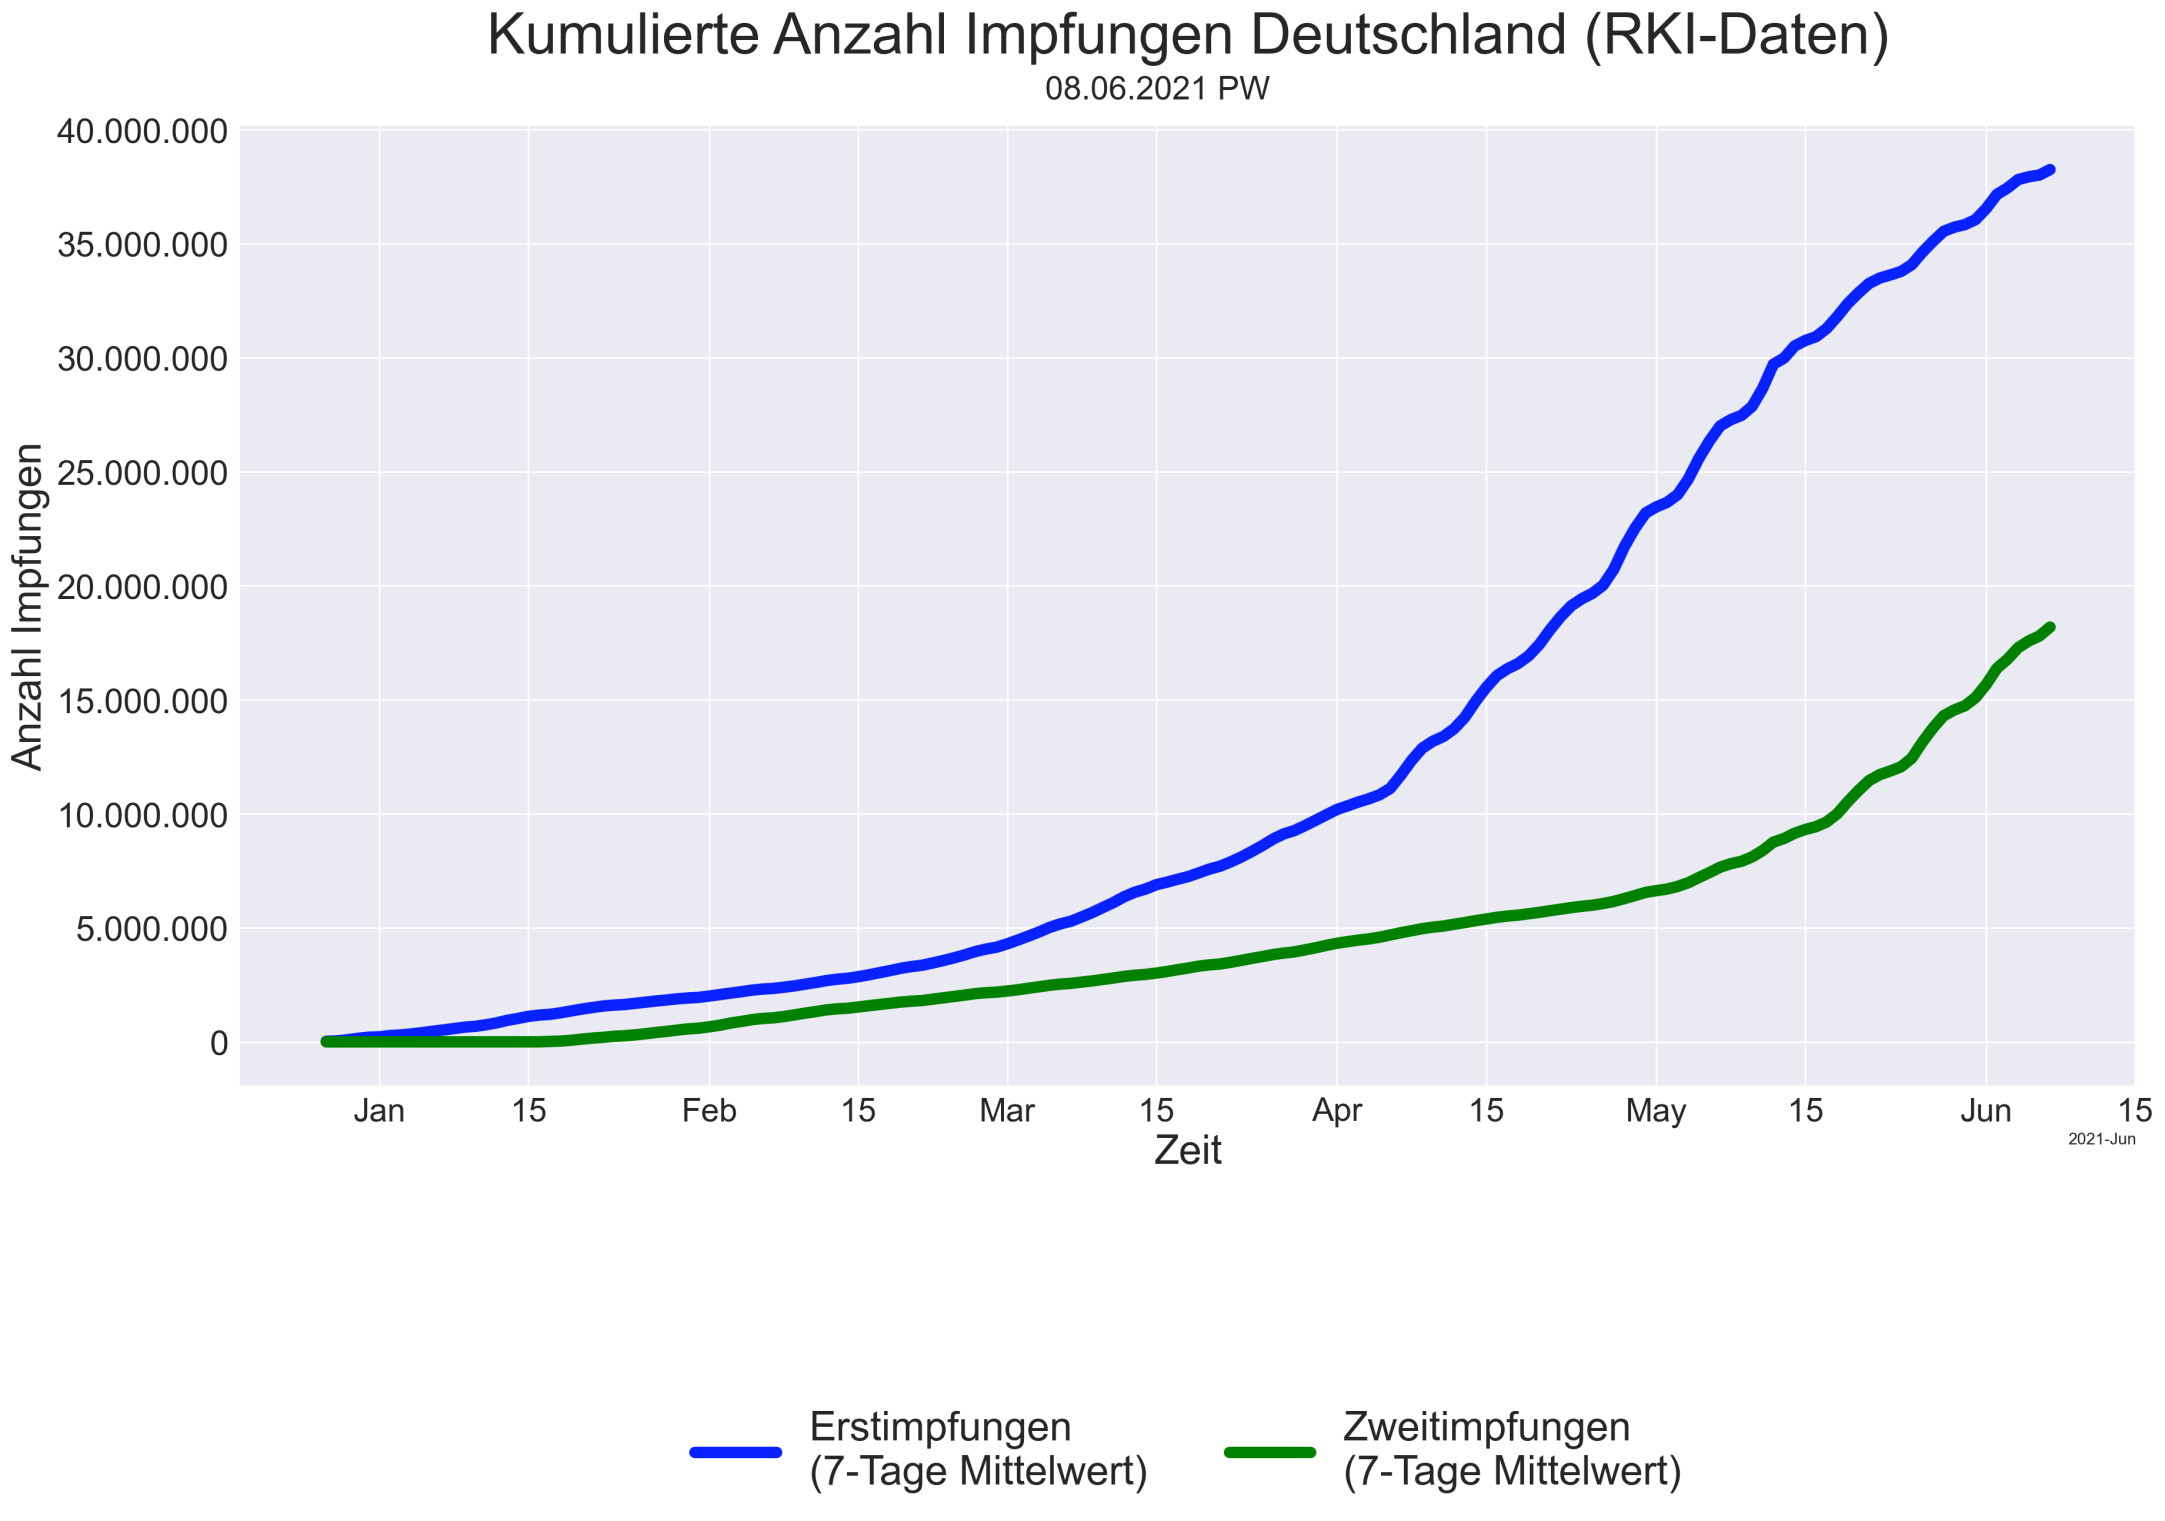 Kumulierte Anzahl Impfungen Deutschland (RKI-Daten)
08.06.2021 PW
40.000.000
35.000.000
30.000.000
25.000.000
20.000.000
15.000.000
10.000.000
5.000.000
0
Anzahl Impfungen
Jan 15 Feb 15 Mar 15 Apr 15 May 15 Jun 15
2021-Jun
Zeit
Erstimpfungen
(7-Tage Mittelwert)
Zweitimpfungen
(7-Tage Mittelwert)